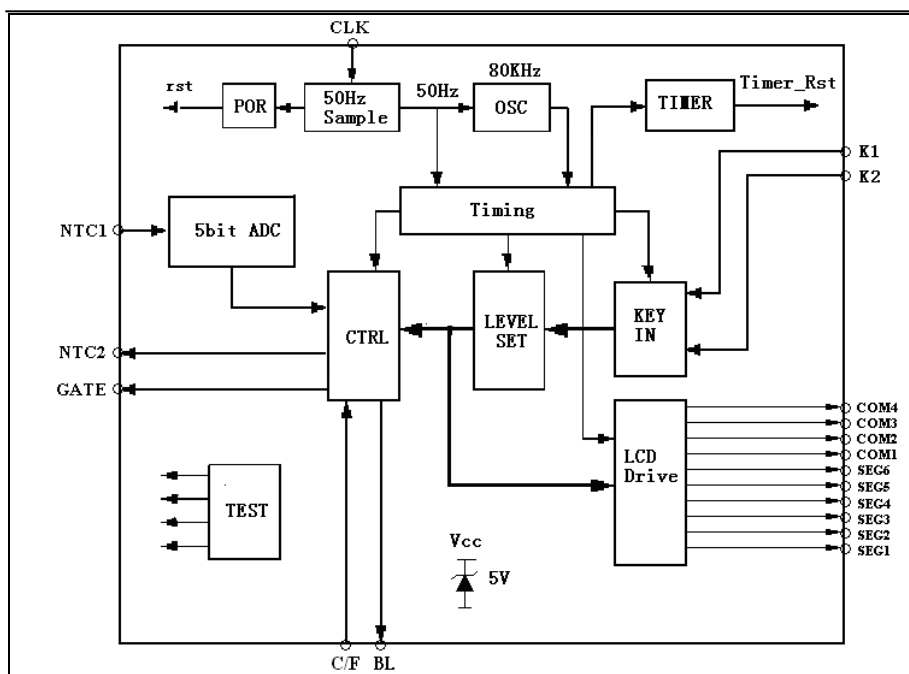 CLK
80KHz
rst
POR
50Hz
Sample
50Hz
OSC
TIMER
Timer_Rst
K1
K2
Timing
NTC1
5bit ADC
CTRL
LEVEL
SET
KEY
IN
NTC2
GATE
COM4
COM3
COM2
COM1
SEG6
SEG5
SEG4
SEG3
SEG2
SEG1
LCD
Drive
TEST
Vcc
5V
C/F
BL